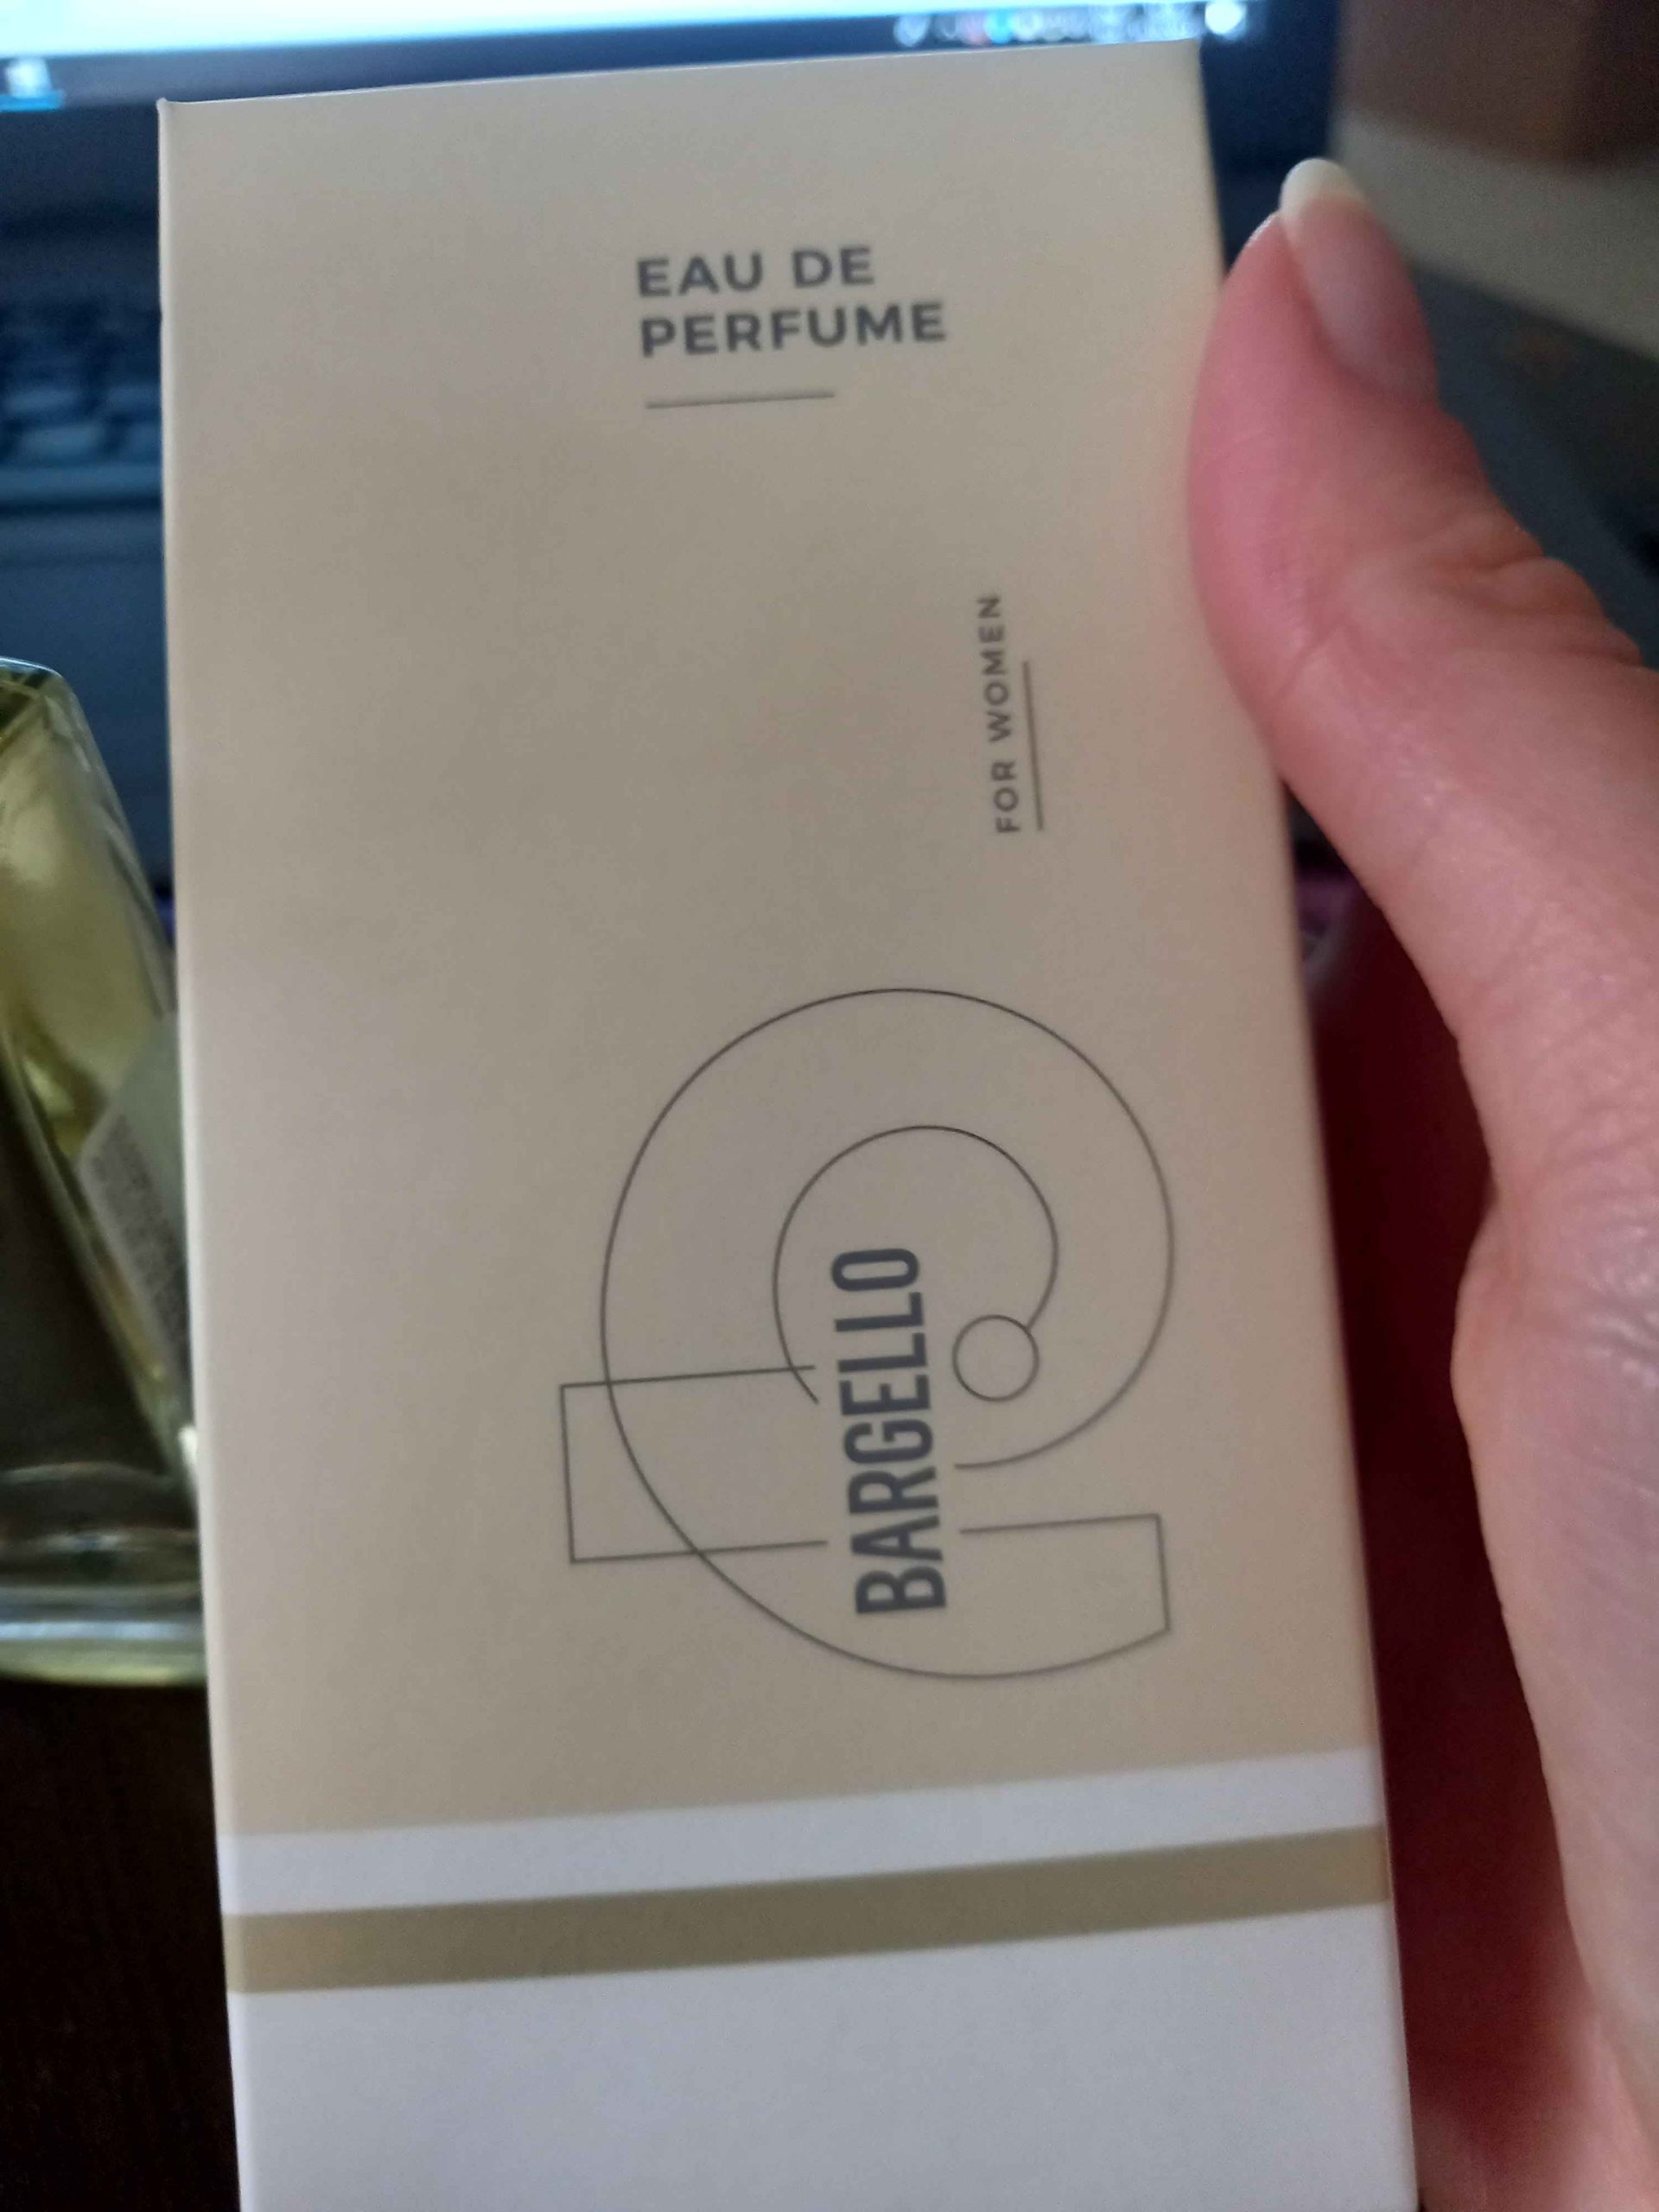 EAU DE
PERFUME
FOR WOMEN
BARGELLO